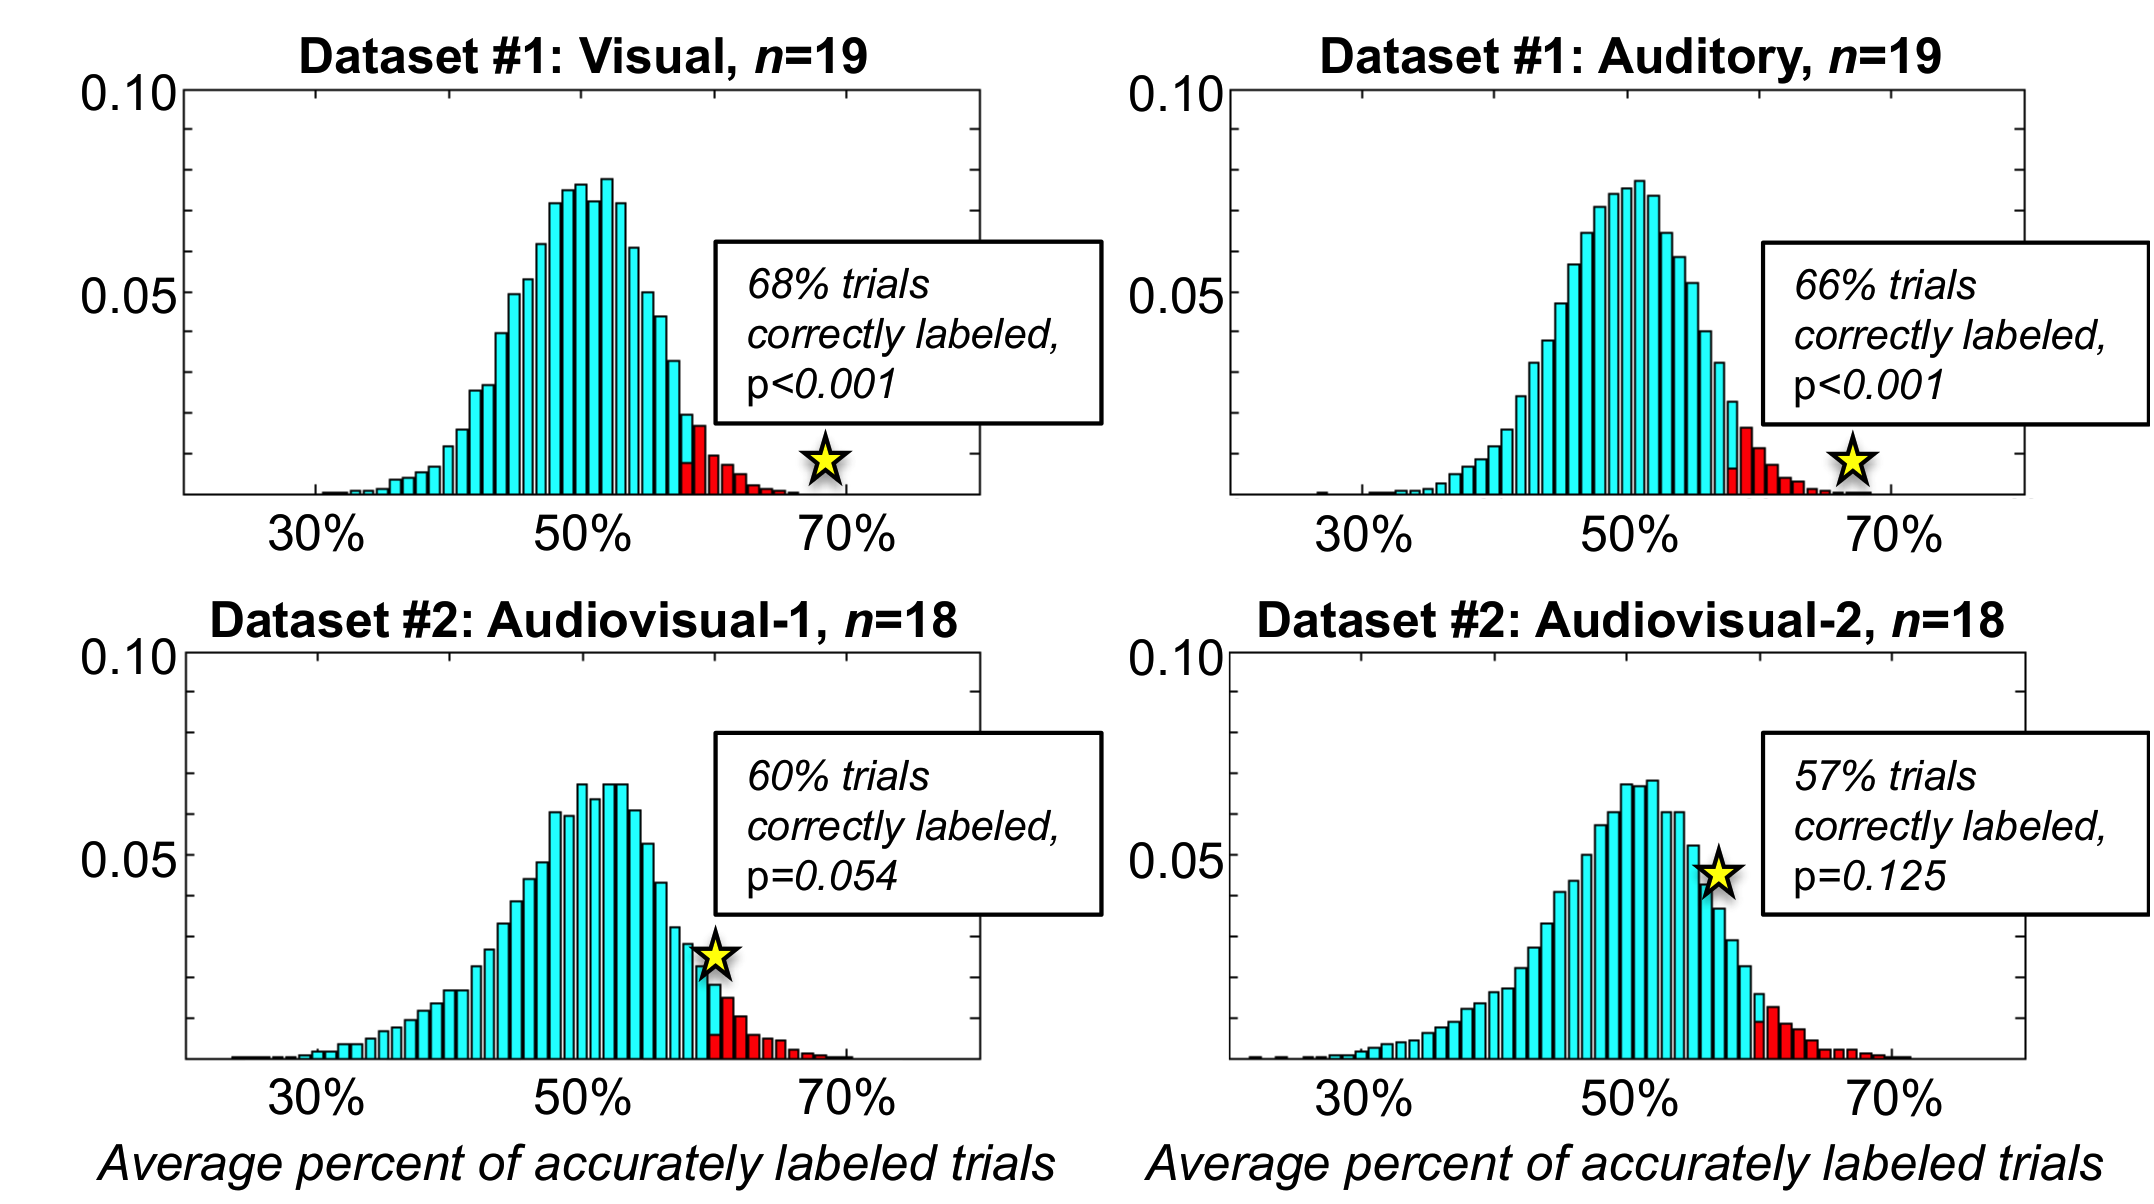 Dataset #1: Visual, n=19
0.10
0.05
68% trials
correctly labeled,
p<0.001
30% 50% 70%
Dataset #1: Auditory, n=19
0.10
0.05
66% trials
correctly labeled,
p<0.001
30% 50% 70%
Dataset #2: Audiovisual-1, n=18
0.10
0.05
60% trials
correctly labeled,
p=0.054
30% 50% 70%
Average percent of accurately labeled trials
Dataset #2: Audiovisual-2, n=18
0.10
0.05
57% trials
correctly labeled,
p=0.125
30% 50% 70%
Average percent of accurately labeled trials